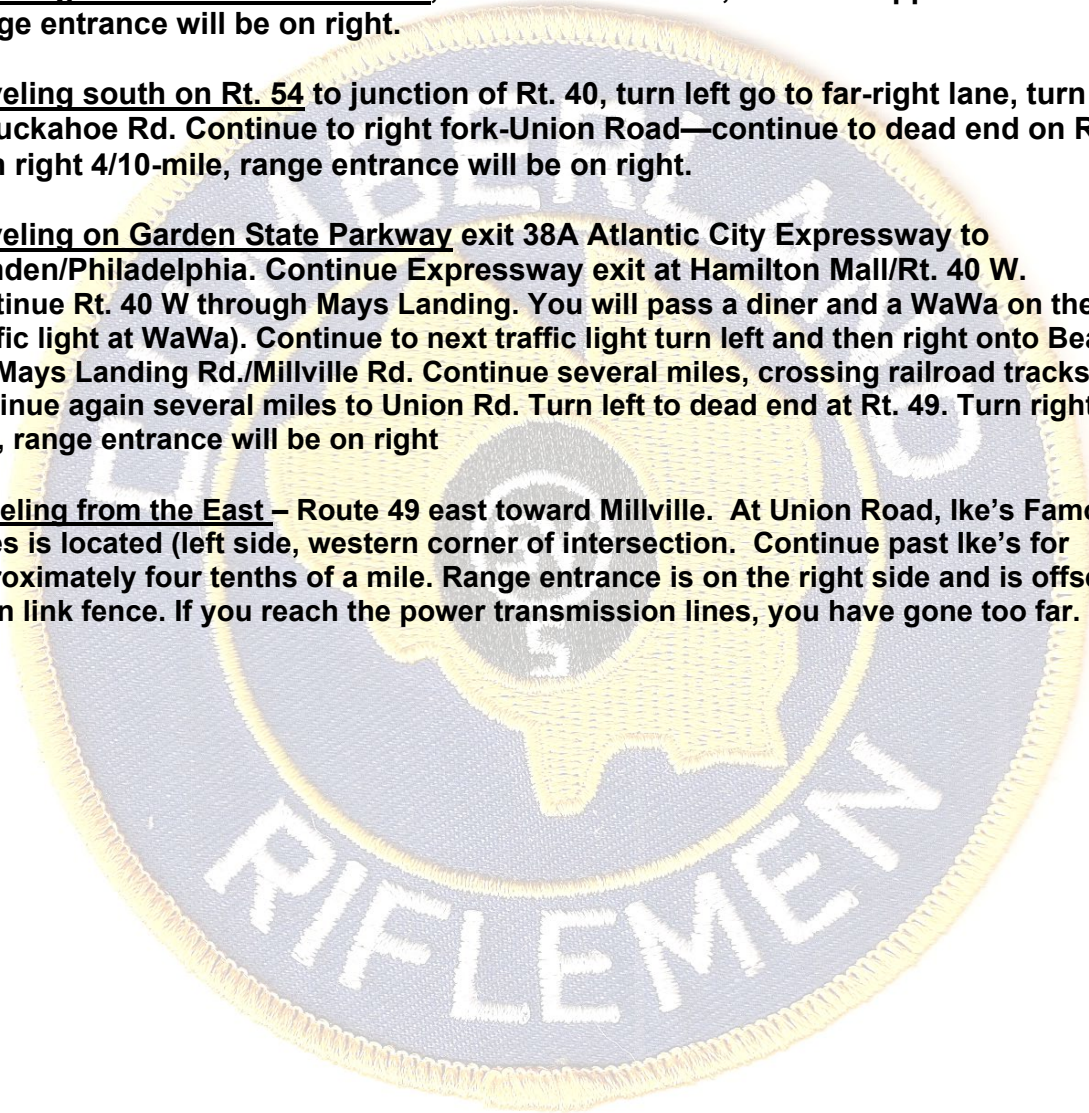 ge entrance will be on right.
veling south on Rt. 54 to junction of Rt. 40, turn left go to far-right lane, turn
uckahoe Rd. Continue to right fork-Union Road—continue to dead end on R
n right 4/10-mile, range entrance will be on right.
veling on Garden State Parkway exit 38A Atlantic City Expressway to
nden/Philadelphia. Continue Expressway exit at Hamilton Mall/Rt. 40 W.
tinue Rt. 40 W through Mays Landing. You will pass a diner and a WaWa on the
fic light at WaWa). Continue to next traffic light turn left and then right onto Bea
Mays Landing Rd./Millville Rd. Continue several miles, crossing railroad tracks
tinue again several miles to Union Rd. Turn left to dead end at Rt. 49. Turn right
, range entrance will be on right
eling from the East – Route 49 east toward Millville. At Union Road, Ike's Famo
es is located (left side, western corner of intersection. Continue past Ike's for
roximately four tenths of a mile. Range entrance is on the right side and is offse
n link fence. If you reach the power transmission lines, you have gone too far.
CUMBERLAND
RIFLEMEN